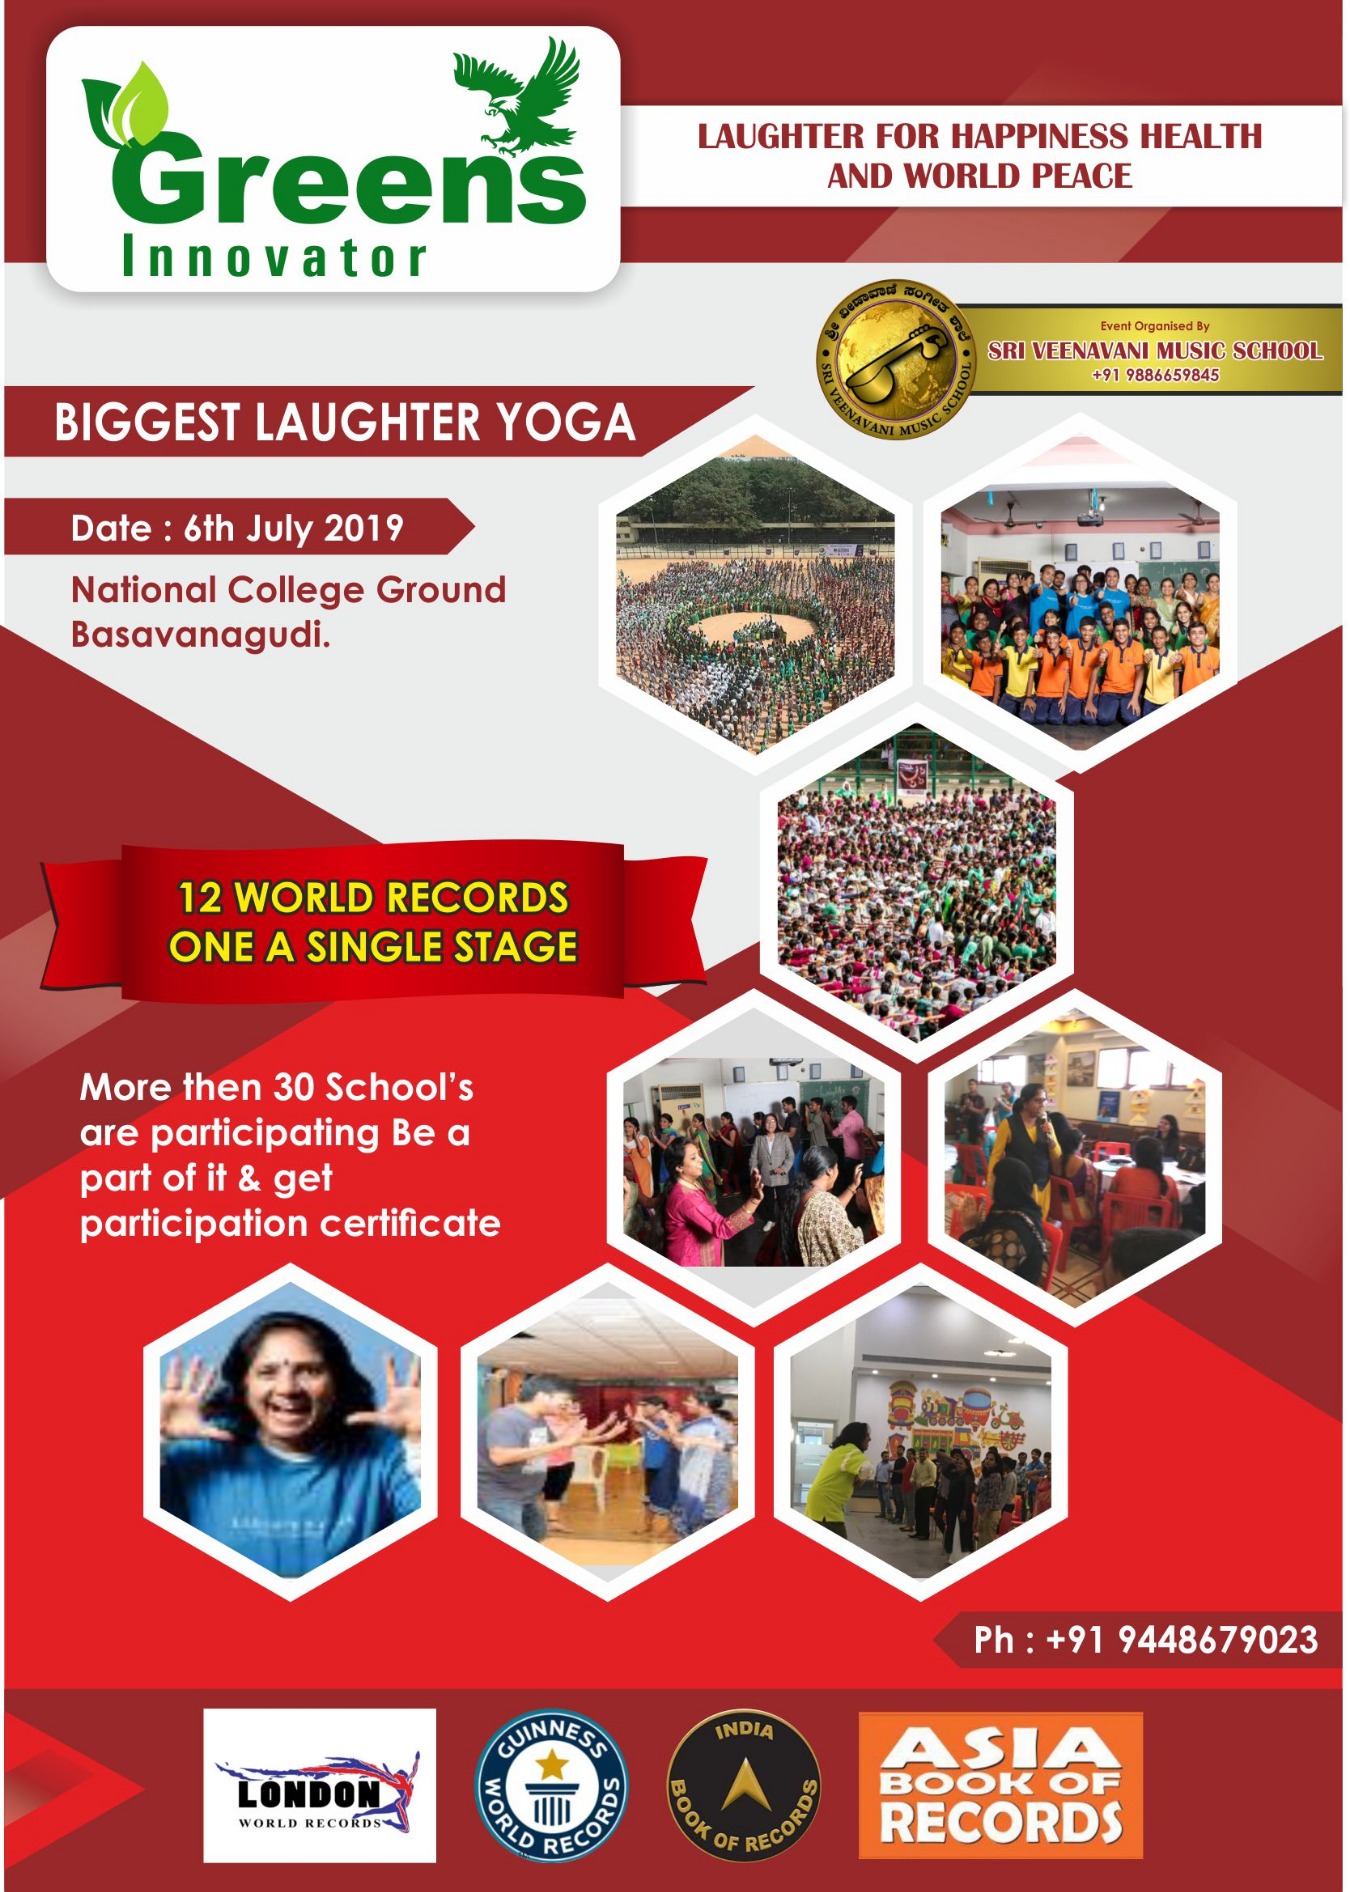 Greens
Innovator
LAUGHTER FOR HAPPINESS HEALTH
AND WORLD PEACE
ಶ್ರೀ ವೀಣಾವಾಣಿ ಸಂಗೀತ ಶಾಲೆ
SRI VEENAVANI MUSIC SCHOOL
Event Organised By
SRI VEENAVANI MUSIC SCHOOL
+91 9886659845
BIGGEST LAUGHTER YOGA
Date : 6th July 2019
National College Ground
Basavanagudi.
12 WORLD RECORDS
ONE A SINGLE STAGE
More then 30 School's
are participating Be a
part of it & get
participation certificate
Ph : +91 9448679023
LONDON
WORLD RECORDS
GUINNESS
WORLD RECORDS
INDIA
BOOK OF RECORDS
ASIA
BOOK OF
RECORDS